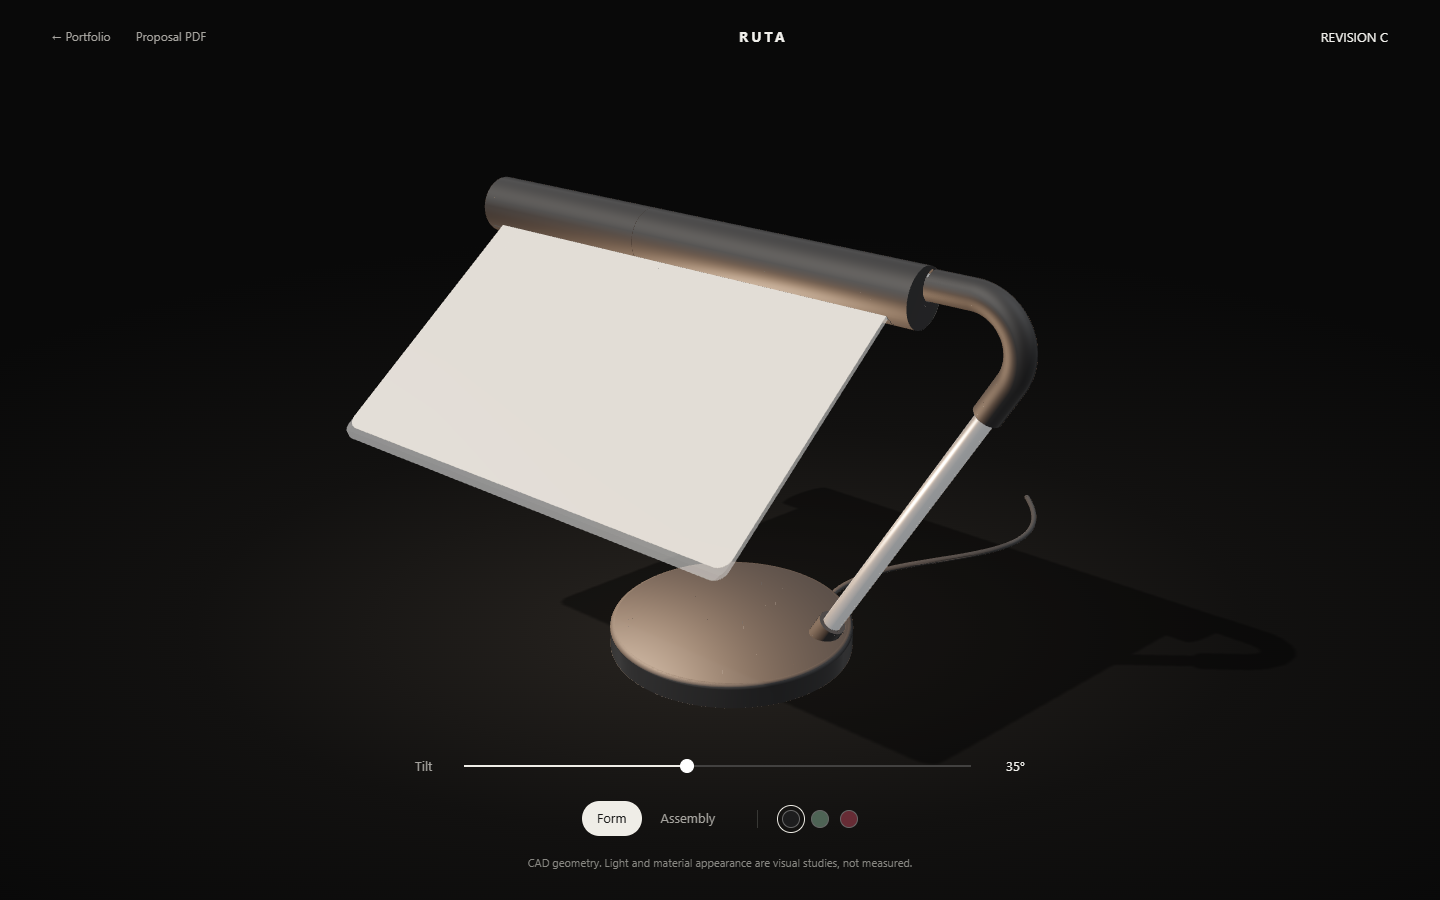 ← Portfolio
Proposal PDF
RUTA
REVISION C
Tilt
35°
Form
Assembly
CAD geometry. Light and material appearance are visual studies, not measured.